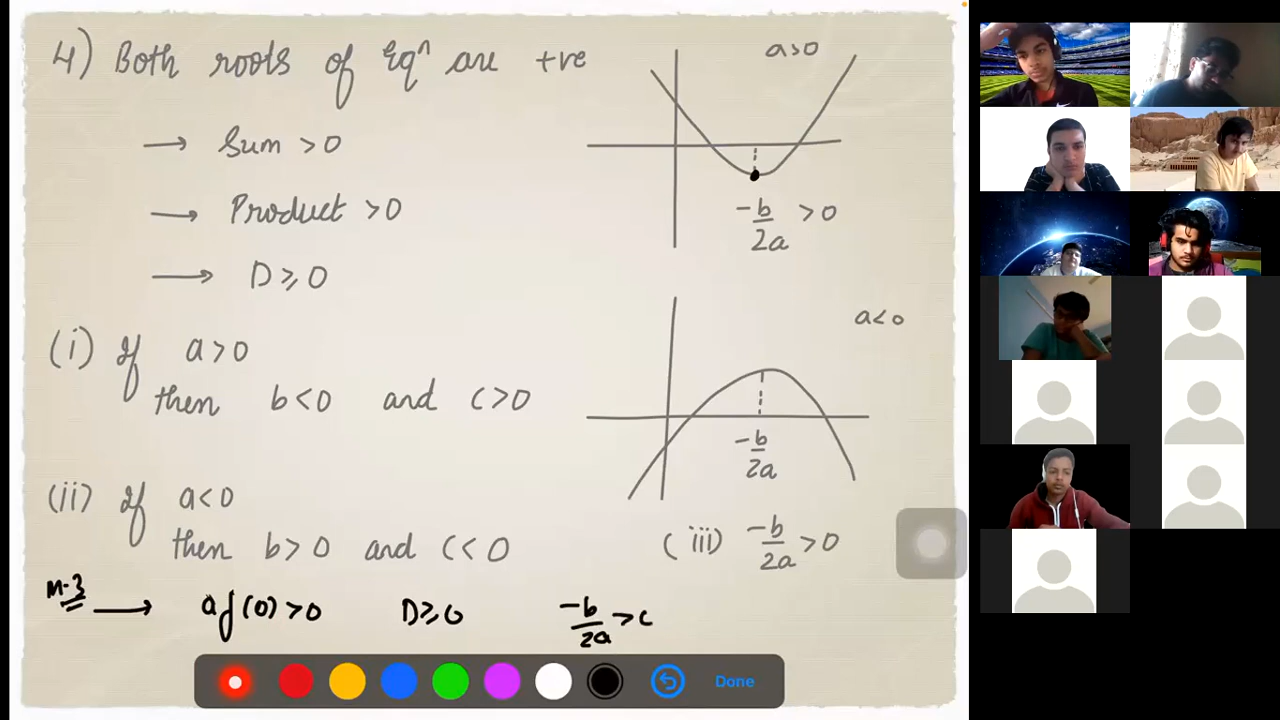 4) Both roots of Eqⁿ are +ve
→ Sum > 0
→ Product > 0
→ D ≥ 0
(i) If a > 0
then b < 0 and c > 0
(ii) If a < 0
then b > 0 and c < 0
M-3 → af(0) > 0 D ≥ 0 -b/2a > 0
a > 0
-b/2a > 0
a < 0
-b/2a
(iii) -b/2a > 0
Done